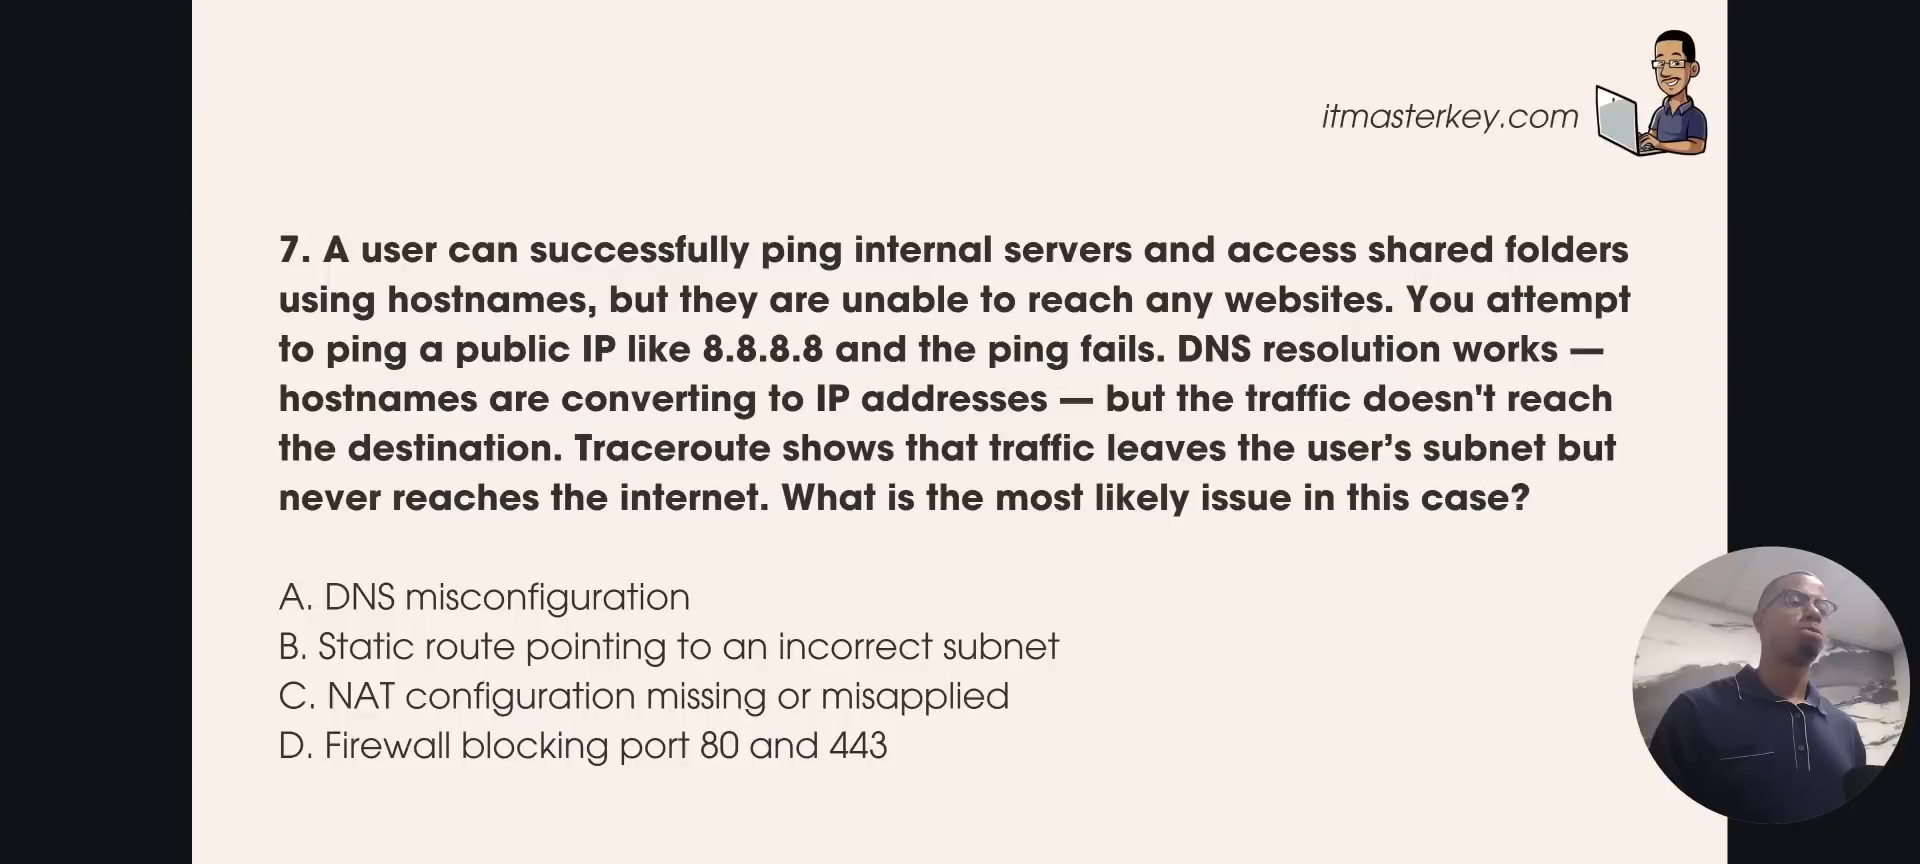 itmasterkey.com
7. A user can successfully ping internal servers and access shared folders
using hostnames, but they are unable to reach any websites. You attempt
to ping a public IP like 8.8.8.8 and the ping fails. DNS resolution works —
hostnames are converting to IP addresses — but the traffic doesn't reach
the destination. Traceroute shows that traffic leaves the user’s subnet but
never reaches the internet. What is the most likely issue in this case?
A. DNS misconfiguration
B. Static route pointing to an incorrect subnet
C. NAT configuration missing or misapplied
D. Firewall blocking port 80 and 443